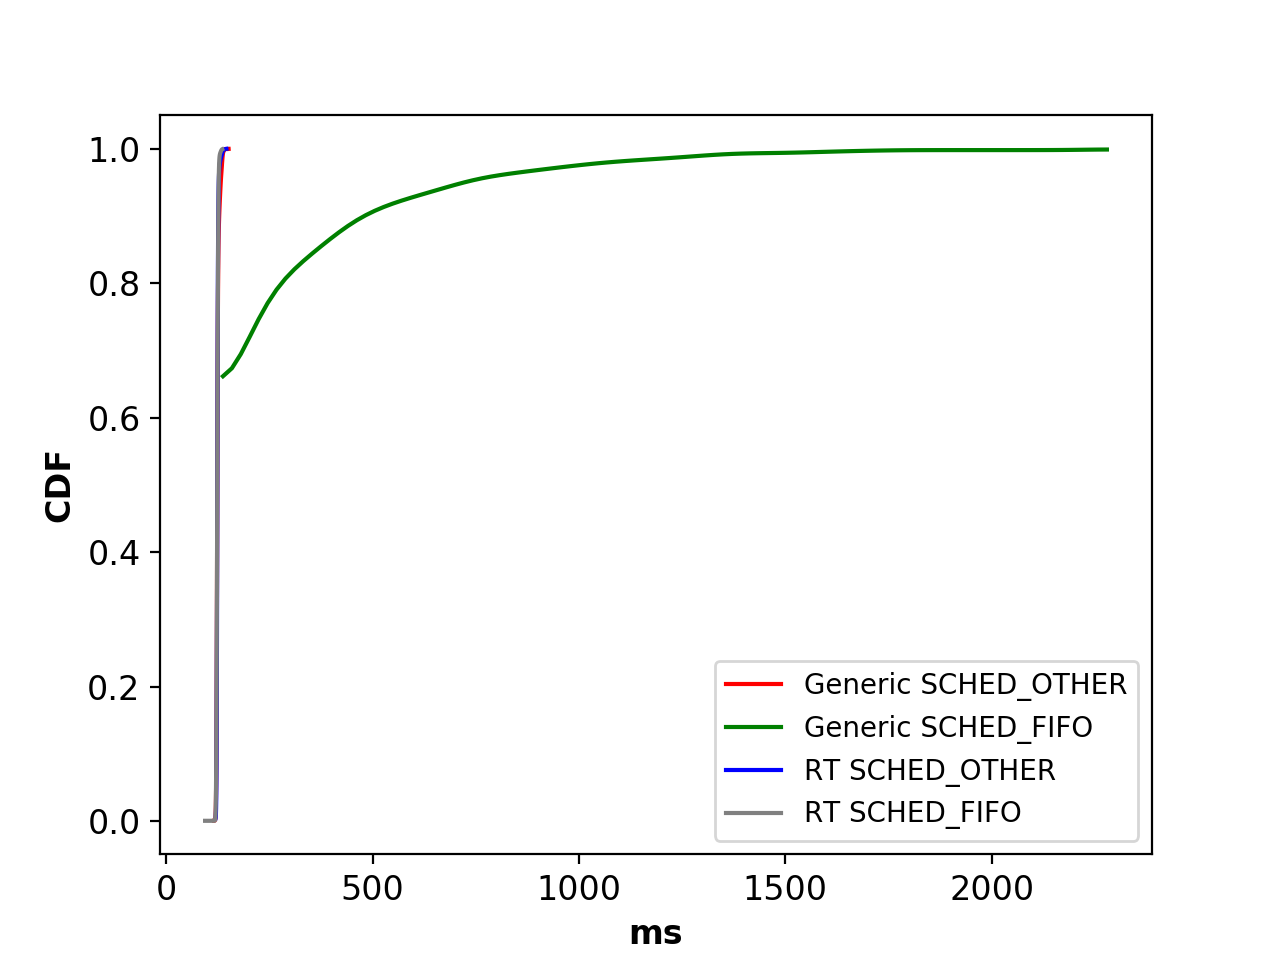 1.0
0.8
0.6
0.4
0.2
0.0
CDF
0 500 1000 1500 2000
ms
Generic SCHED_OTHER
Generic SCHED_FIFO
RT SCHED_OTHER
RT SCHED_FIFO